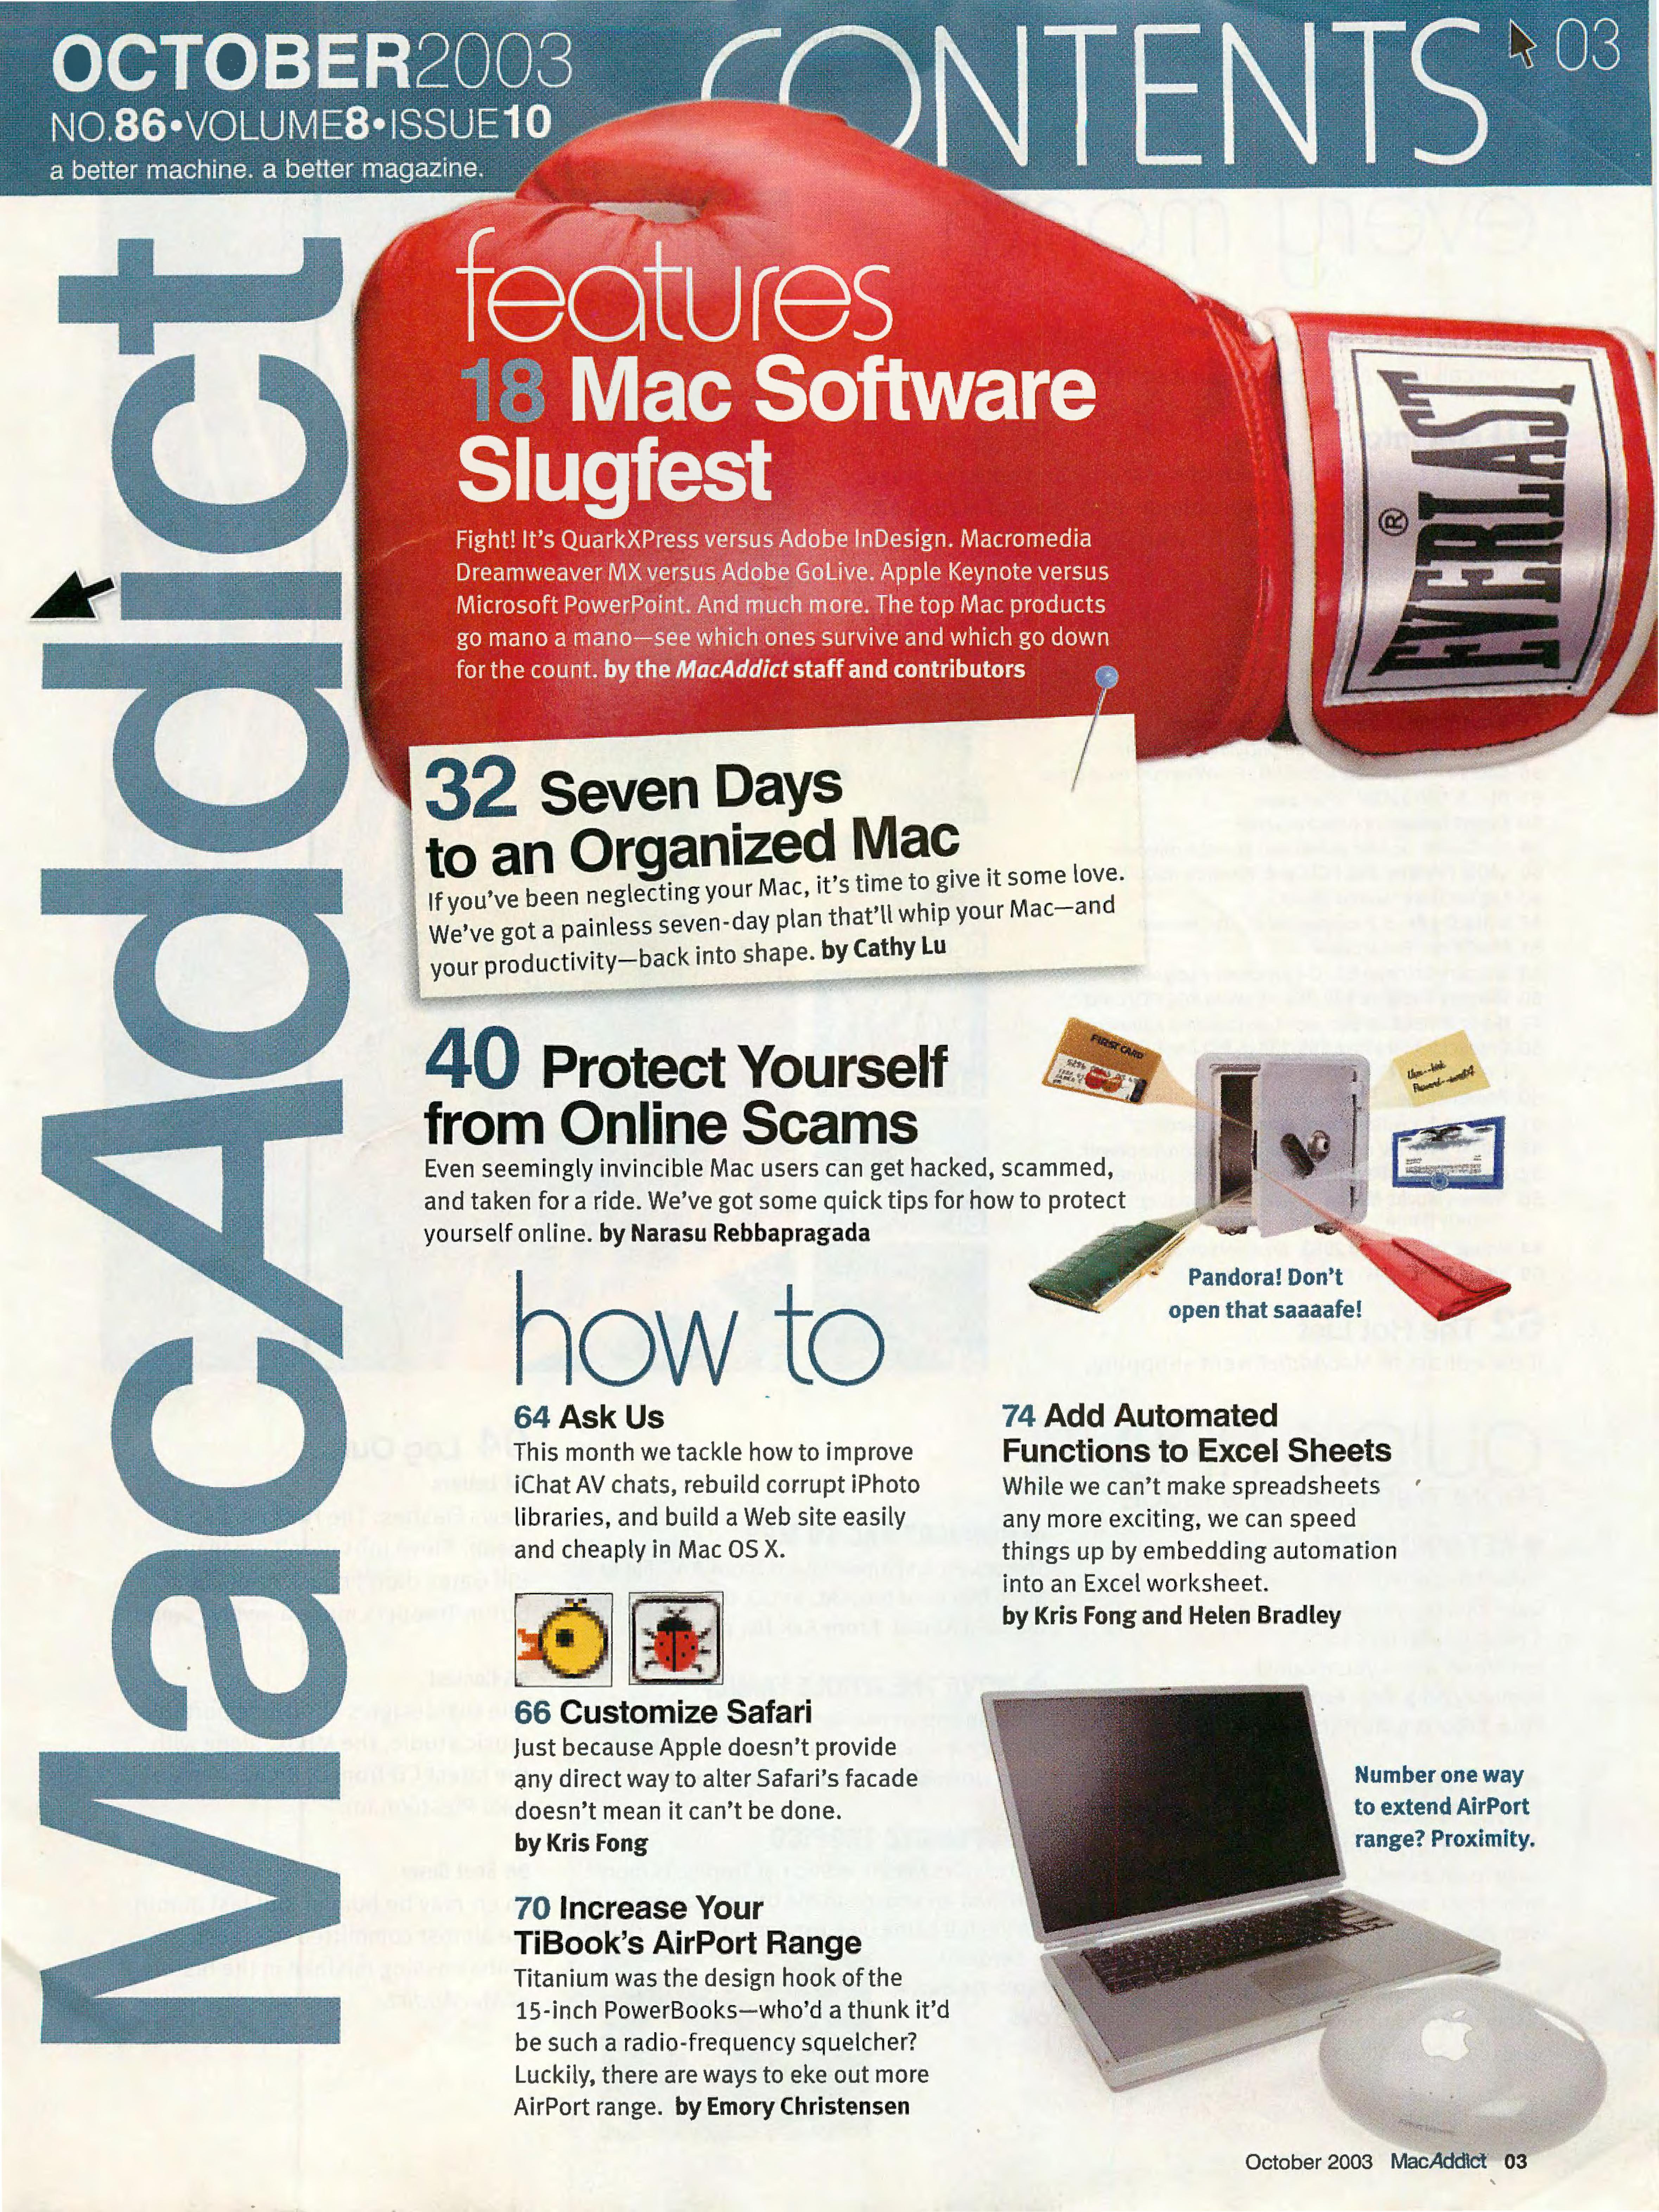 OCTOBER2003
NO.86•VOLUME8•ISSUE10
a better machine. a better magazine.
CONTENTS
03
MacAddict
features
18 Mac Software
Slugfest
Fight! It's QuarkXPress versus Adobe InDesign. Macromedia
Dreamweaver MX versus Adobe GoLive. Apple Keynote versus
Microsoft PowerPoint. And much more. The top Mac products
go mano a mano—see which ones survive and which go down
for the count. by the MacAddict staff and contributors
EVERLAST®
32 Seven Days
to an Organized Mac
If you've been neglecting your Mac, it's time to give it some love.
We've got a painless seven-day plan that'll whip your Mac—and
your productivity—back into shape. by Cathy Lu
40 Protect Yourself
from Online Scams
Even seemingly invincible Mac users can get hacked, scammed,
and taken for a ride. We've got some quick tips for how to protect
yourself online. by Narasu Rebbapragada
FIRST CARD
Pandora! Don't
open that saaaafe!
how to
64 Ask Us
This month we tackle how to improve
iChat AV chats, rebuild corrupt iPhoto
libraries, and build a Web site easily
and cheaply in Mac OS X.
66 Customize Safari
Just because Apple doesn't provide
any direct way to alter Safari's facade
doesn't mean it can't be done.
by Kris Fong
70 Increase Your
TiBook's AirPort Range
Titanium was the design hook of the
15-inch PowerBooks—who'd a thunk it'd
be such a radio-frequency squelcher?
Luckily, there are ways to eke out more
AirPort range. by Emory Christensen
74 Add Automated
Functions to Excel Sheets
While we can't make spreadsheets
any more exciting, we can speed
things up by embedding automation
into an Excel worksheet.
by Kris Fong and Helen Bradley
Number one way
to extend AirPort
range? Proximity.
October 2003 MacAddict 03